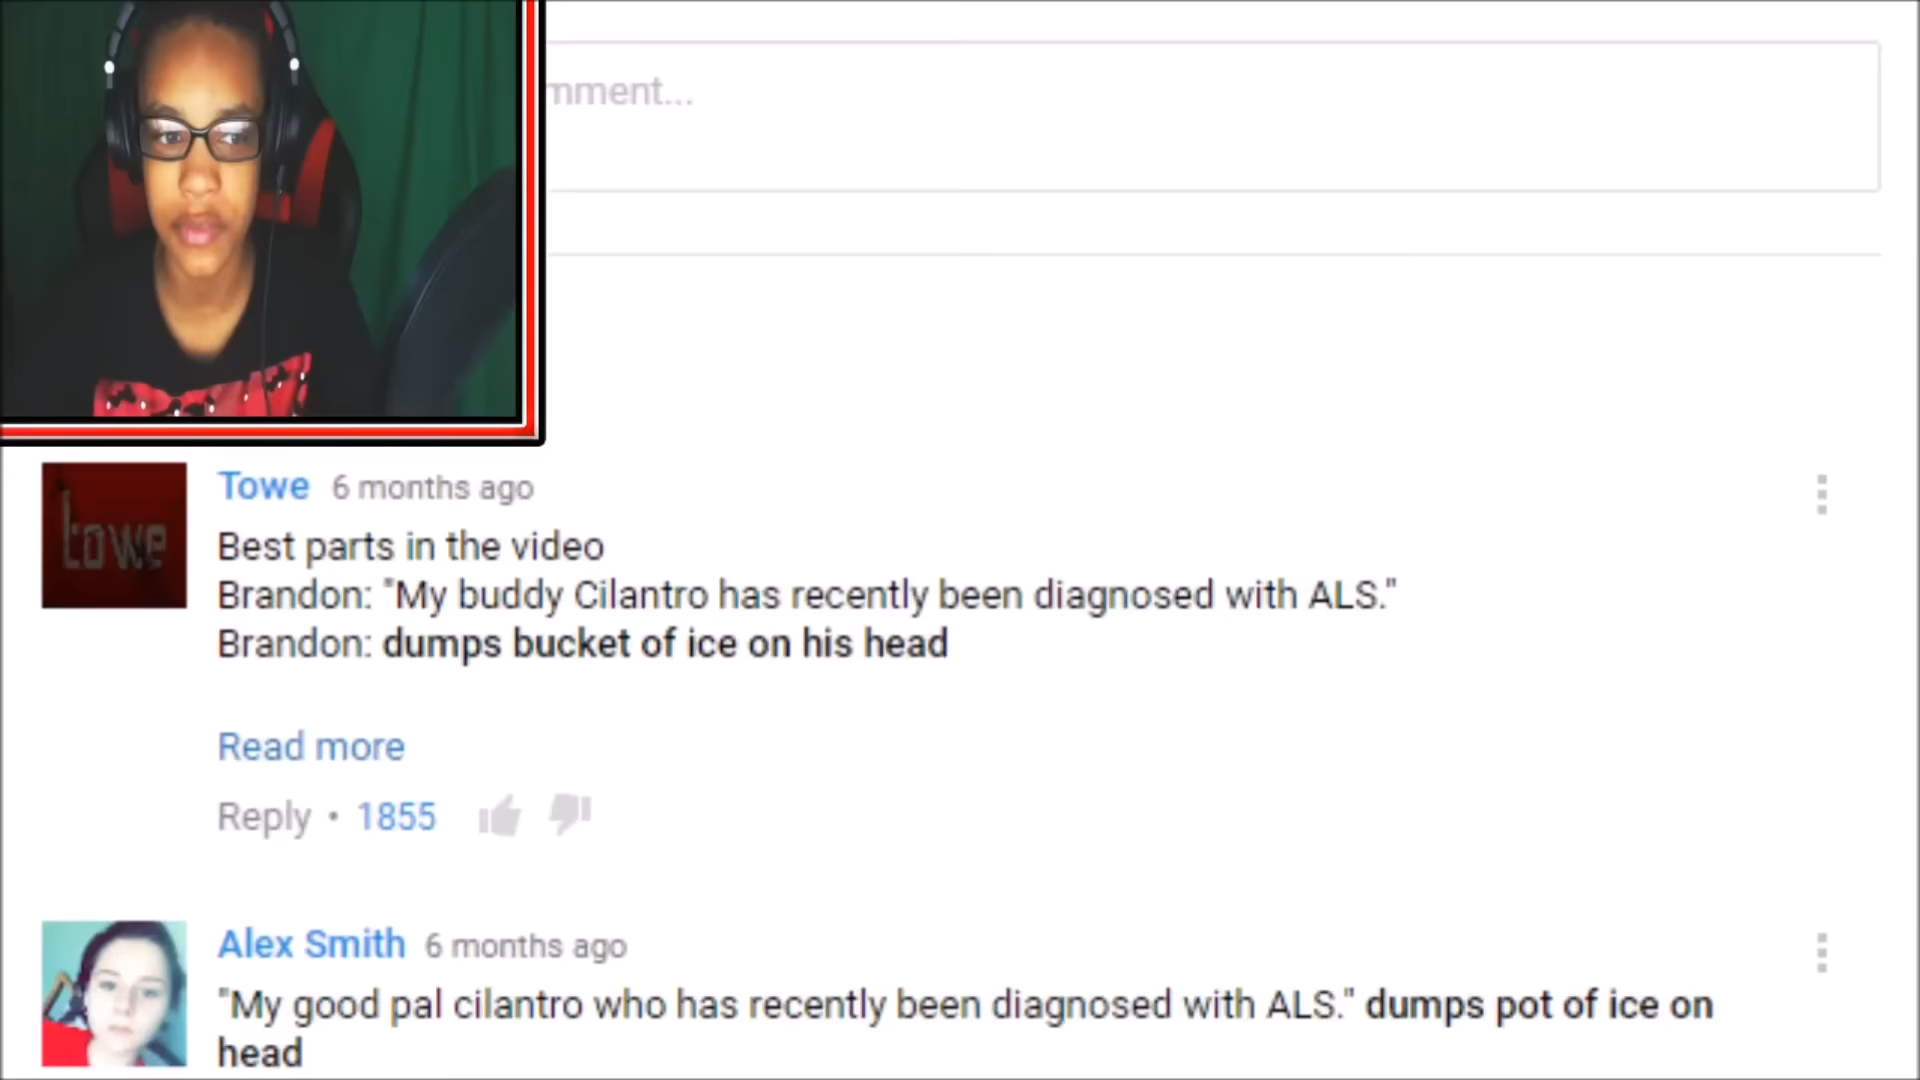 mment...
towe
Towe 6 months ago
Best parts in the video
Brandon: "My buddy Cilantro has recently been diagnosed with ALS."
Brandon: dumps bucket of ice on his head
Read more
Reply • 1855
Alex Smith 6 months ago
"My good pal cilantro who has recently been diagnosed with ALS." dumps pot of ice on
head